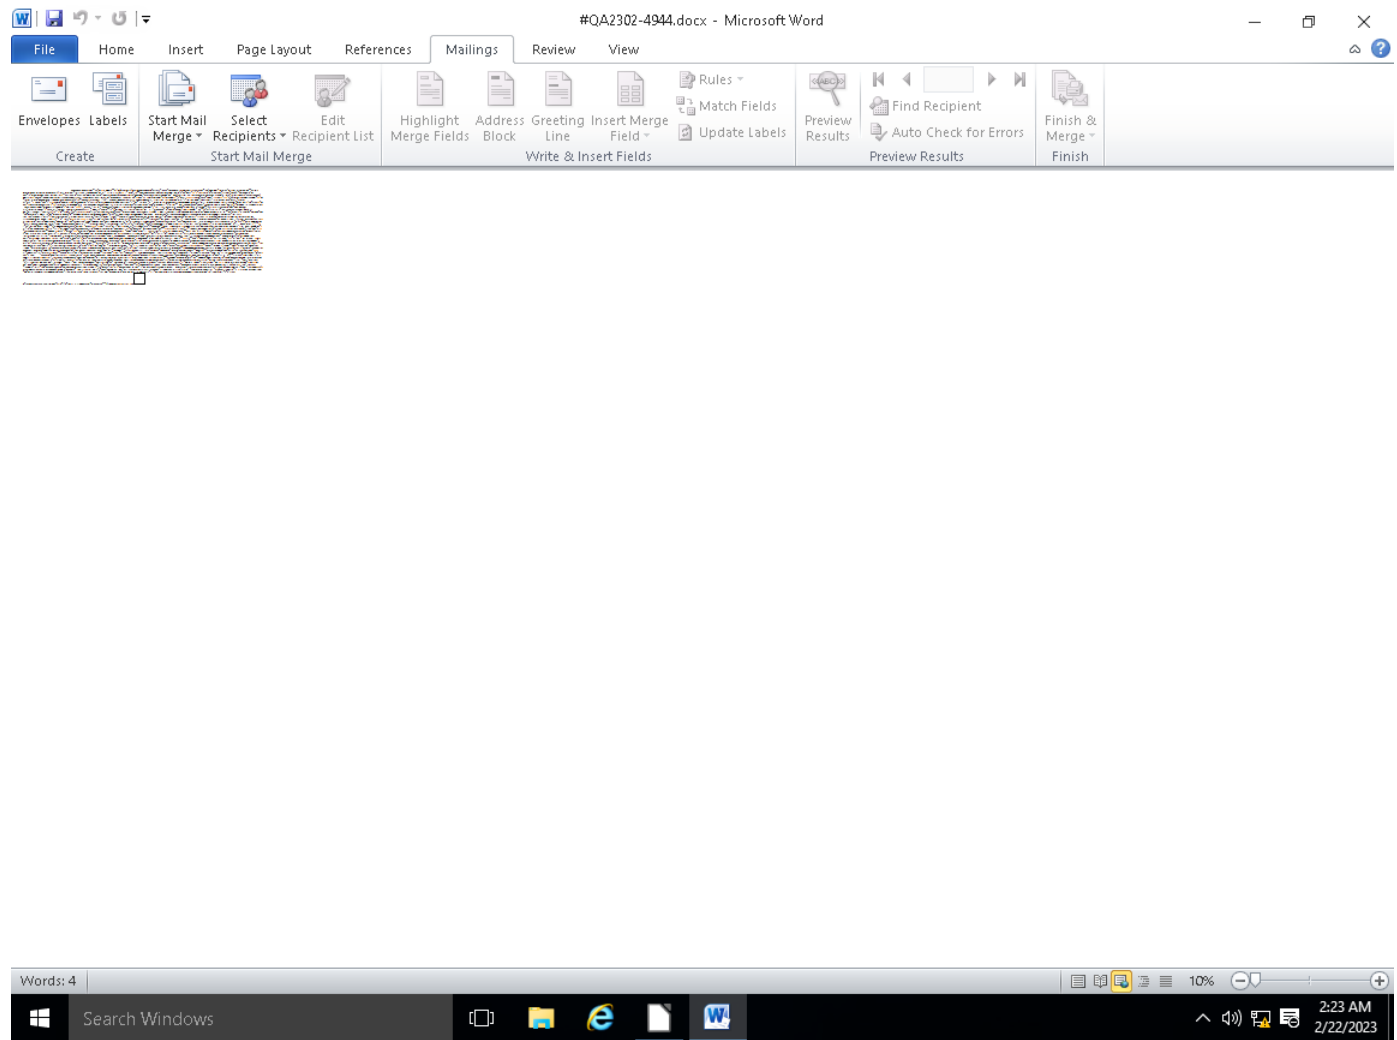 #QA2302-4944.docx - Microsoft Word
File Home Insert Page Layout References Mailings Review View
Envelopes Labels Start Mail Merge Select Recipients Edit Recipient List Highlight Merge Fields Address Block Greeting Line Insert Merge Field Rules Match Fields Update Labels Preview Results Find Recipient Auto Check for Errors Finish & Merge
Create Start Mail Merge Write & Insert Fields Preview Results Finish
Words: 4 10%
Search Windows 2:23 AM
2/22/2023